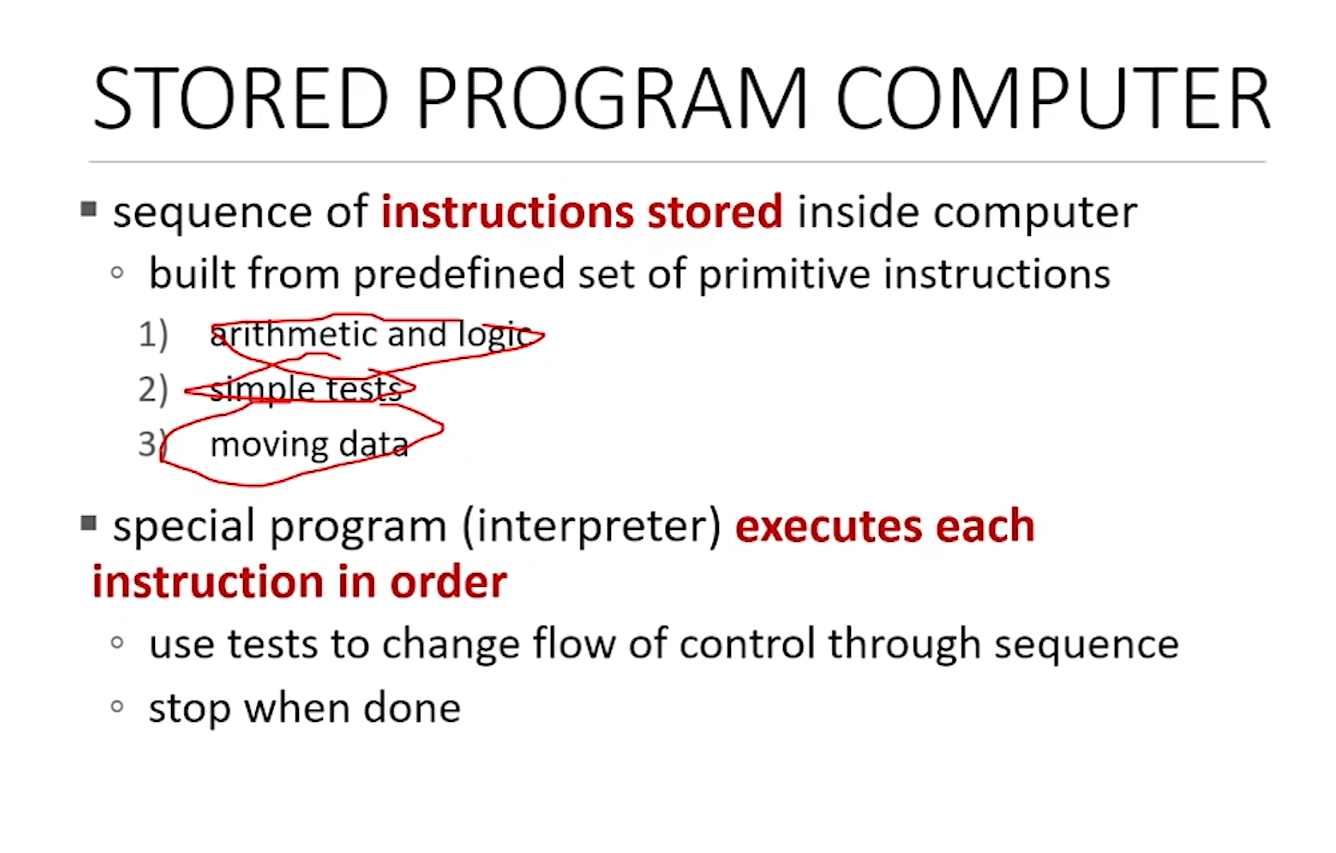 STORED PROGRAM COMPUTER
▪ sequence of instructions stored inside computer
◦ built from predefined set of primitive instructions
1) arithmetic and logic
2) simple tests
3) moving data
▪ special program (interpreter) executes each
instruction in order
◦ use tests to change flow of control through sequence
◦ stop when done